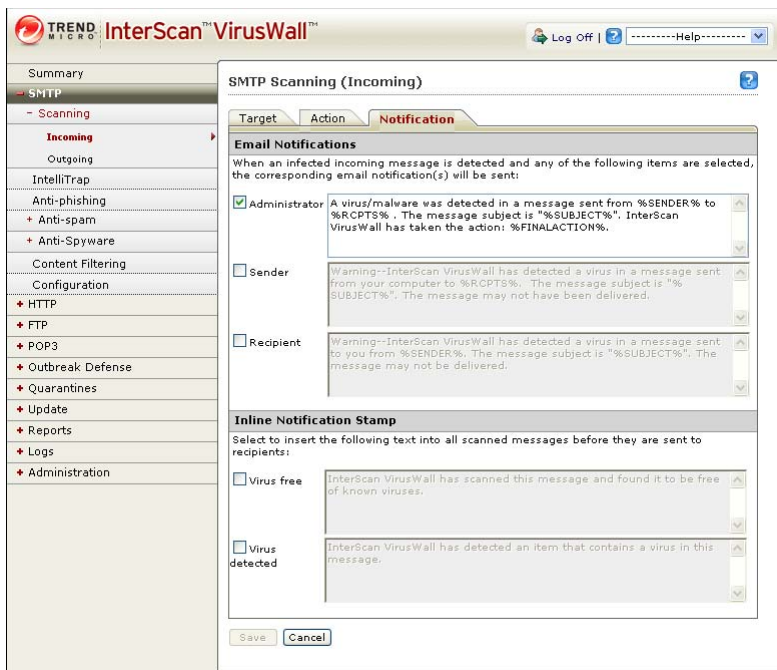 TREND MICRO InterScan™ VirusWall™
Log Off | ? ---------Help---------
Summary
− SMTP
− Scanning
Incoming
Outgoing
IntelliTrap
Anti-phishing
+ Anti-spam
+ Anti-Spyware
Content Filtering
Configuration
+ HTTP
+ FTP
+ POP3
+ Outbreak Defense
+ Quarantines
+ Update
+ Reports
+ Logs
+ Administration
SMTP Scanning (Incoming) ?
Target Action Notification
Email Notifications
When an infected incoming message is detected and any of the following items are selected,
the corresponding email notification(s) will be sent:
Administrator
A virus/malware was detected in a message sent from %SENDER% to
%RCPTS% . The message subject is "%SUBJECT%". InterScan
VirusWall has taken the action: %FINALACTION%.
Sender
Warning--InterScan VirusWall has detected a virus in a message sent
from your computer to %RCPTS%. The message subject is "%
SUBJECT%". The message may not have been delivered.
Recipient
Warning--InterScan VirusWall has detected a virus in a message sent
to you from %SENDER%. The message subject is "%SUBJECT%". The
message may not be delivered.
Inline Notification Stamp
Select to insert the following text into all scanned messages before they are sent to
recipients:
Virus free
InterScan VirusWall has scanned this message and found it to be free
of known viruses.
Virus
detected
InterScan VirusWall has detected an item that contains a virus in this
message.
Save Cancel